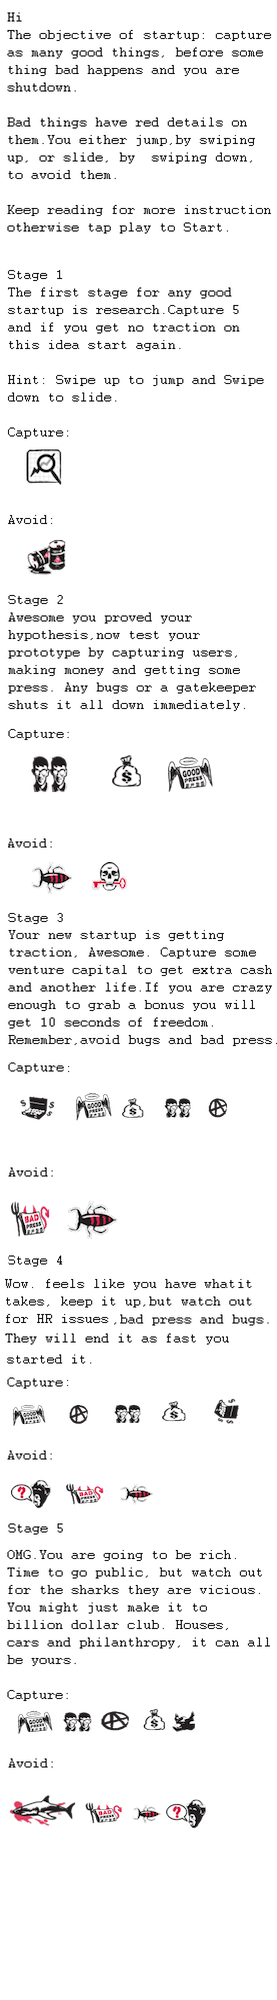 Hi
The objective of startup: capture
as many good things, before some
thing bad happens and you are
shutdown.
Bad things have red details on
them.You either jump,by swiping
up, or slide, by swiping down,
to avoid them.
Keep reading for more instruction
otherwise tap play to Start.
Stage 1
The first stage for any good
startup is research.Capture 5
and if you get no traction on
this idea start again.
Hint: Swipe up to jump and Swipe
down to slide.
Capture:
Avoid:
Stage 2
Awesome you proved your
hypothesis,now test your
prototype by capturing users,
making money and getting some
press. Any bugs or a gatekeeper
shuts it all down immediately.
Capture:
$
GOOD
PRESS
Avoid:
Stage 3
Your new startup is getting
traction, Awesome. Capture some
venture capital to get extra cash
and another life.If you are crazy
enough to grab a bonus you will
get 10 seconds of freedom.
Remember,avoid bugs and bad press.
Capture:
$ $ GOOD PRESS $
Avoid:
BAD
PRESS
Stage 4
Wow. feels like you have whatit
takes, keep it up,but watch out
for HR issues ,bad press and bugs.
They will end it as fast you
started it.
Capture:
GOOD PRESS $ $
Avoid:
? BAD PRESS
Stage 5
OMG.You are going to be rich.
Time to go public, but watch out
for the sharks they are vicious.
You might just make it to
billion dollar club. Houses,
cars and philanthropy, it can all
be yours.
Capture:
GOOD PRESS $
Avoid:
BAD PRESS ?